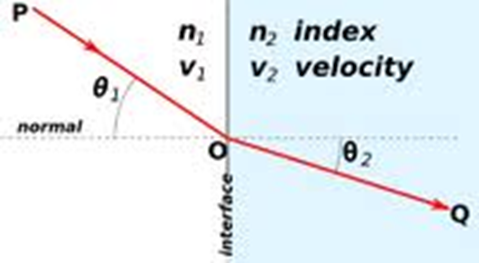 P
n₁ n₂ index
v₁ v₂ velocity
θ₁
normal
O
θ₂
interface
Q